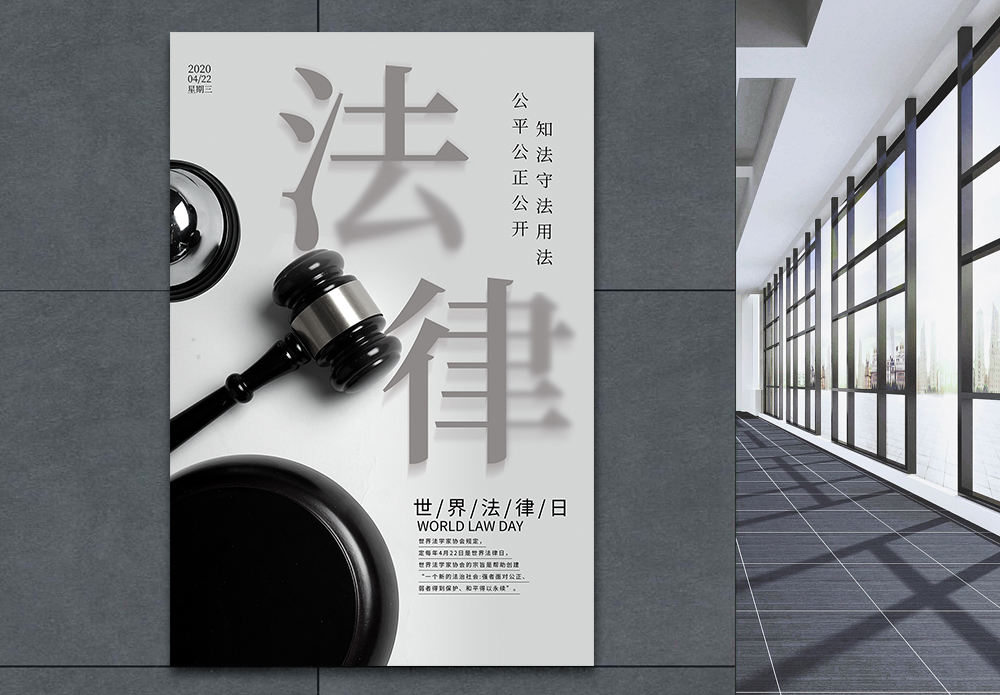 2020
04/22
星期三
法律
知法守法用法
公平公正公开
世/界/法/律/日
WORLD LAW DAY
世界法学家协会规定，
定每年4月22日是世界法律日，
世界法学家协会的宗旨是帮助创建
“一个新的法治社会:强者面对公正、
弱者得到保护、和平得以永续”。